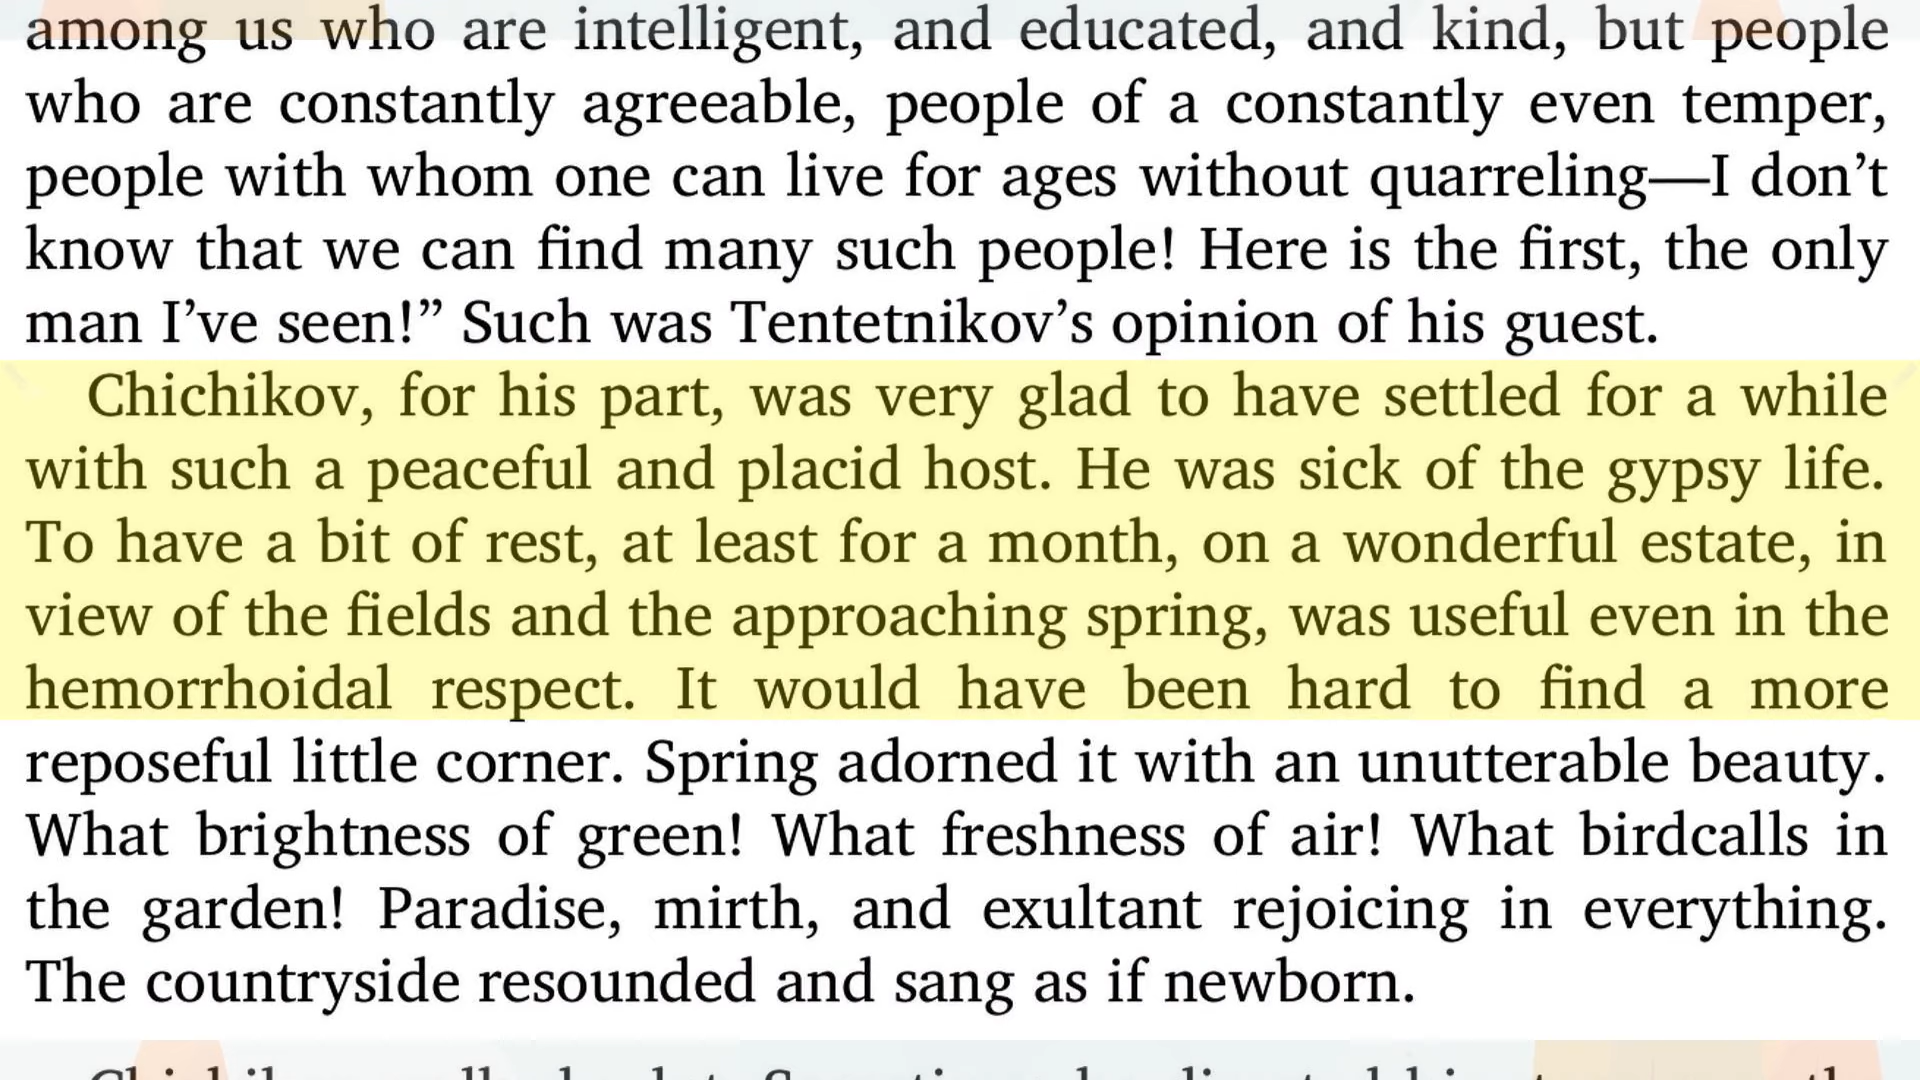 among us who are intelligent, and educated, and kind, but people
who are constantly agreeable, people of a constantly even temper,
people with whom one can live for ages without quarreling—I don’t
know that we can find many such people! Here is the first, the only
man I’ve seen!” Such was Tentetnikov’s opinion of his guest.
Chichikov, for his part, was very glad to have settled for a while
with such a peaceful and placid host. He was sick of the gypsy life.
To have a bit of rest, at least for a month, on a wonderful estate, in
view of the fields and the approaching spring, was useful even in the
hemorrhoidal respect. It would have been hard to find a more
reposeful little corner. Spring adorned it with an unutterable beauty.
What brightness of green! What freshness of air! What birdcalls in
the garden! Paradise, mirth, and exultant rejoicing in everything.
The countryside resounded and sang as if newborn.